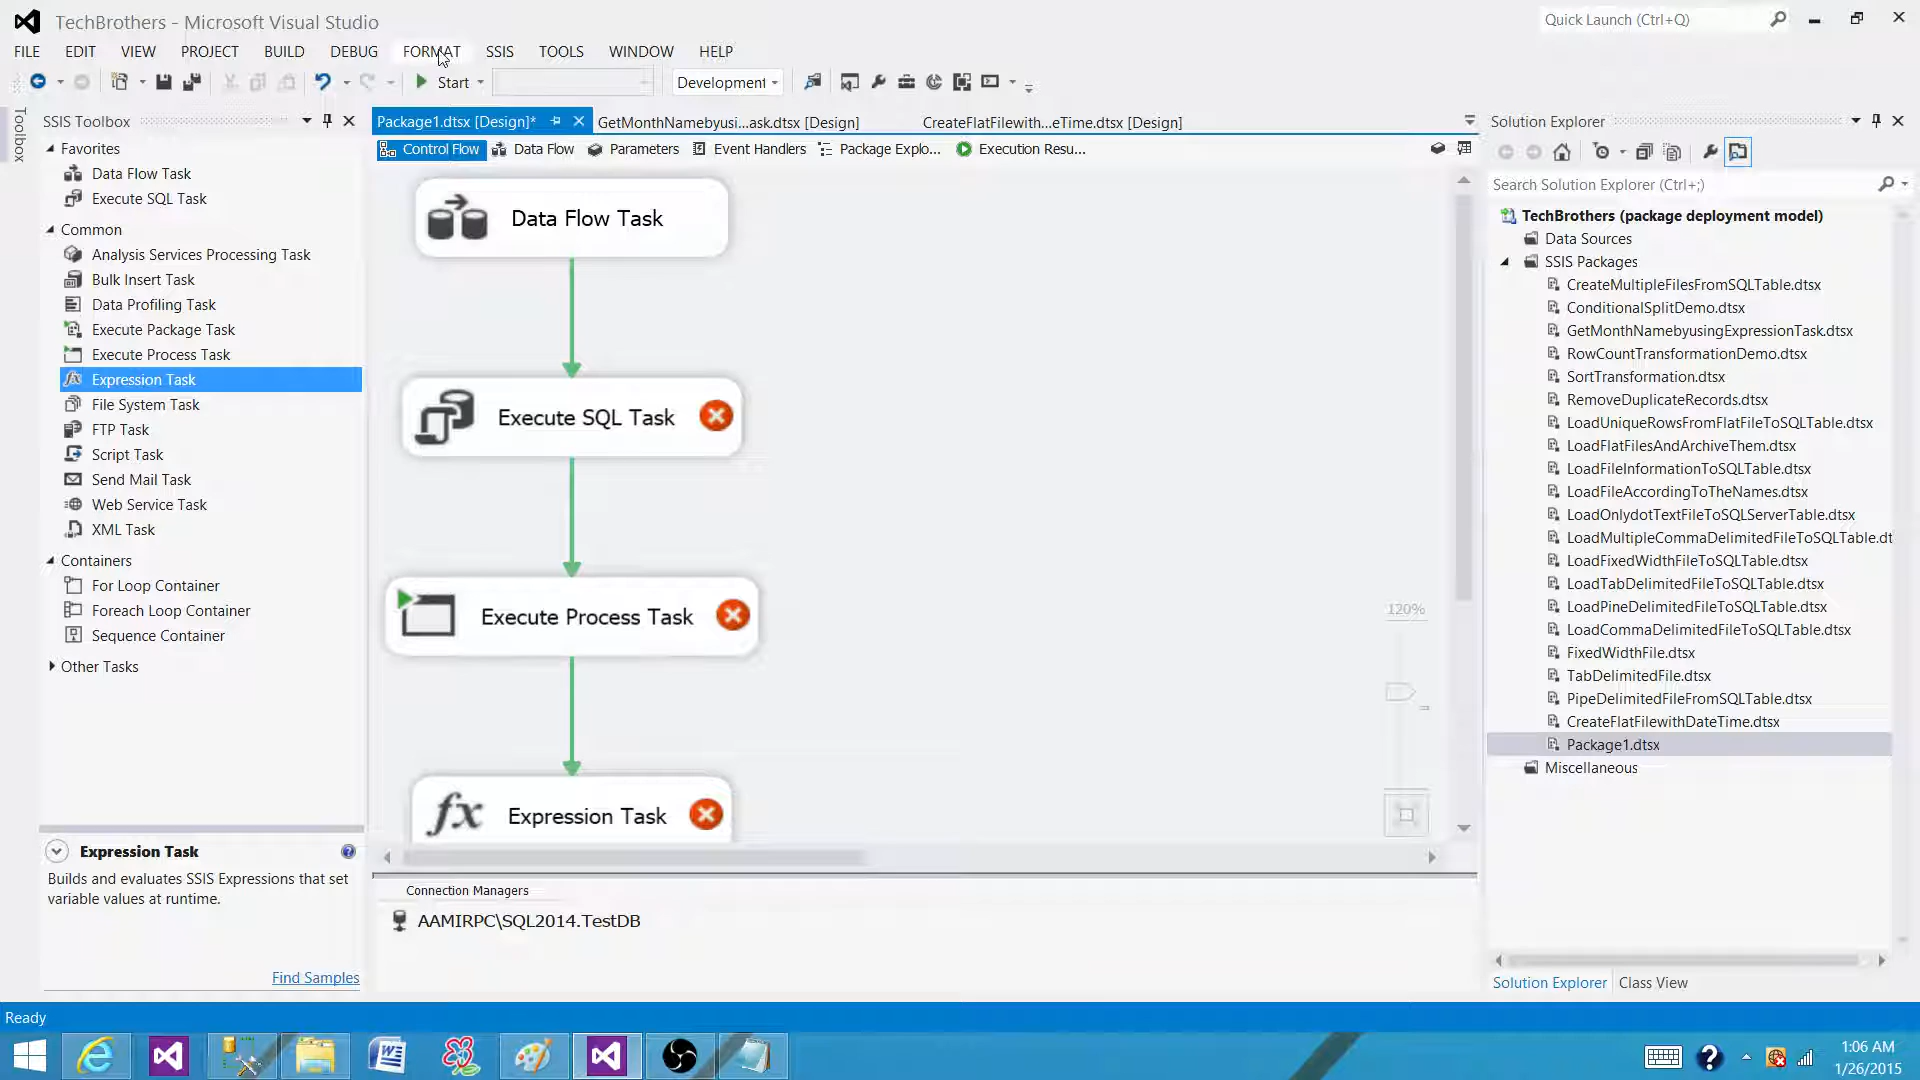 TechBrothers - Microsoft Visual Studio
Quick Launch (Ctrl+Q)
FILE EDIT VIEW PROJECT BUILD DEBUG FORMAT SSIS TOOLS WINDOW HELP
Start Development
Toolbox
SSIS Toolbox
Favorites
Data Flow Task
Execute SQL Task
Common
Analysis Services Processing Task
Bulk Insert Task
Data Profiling Task
Execute Package Task
Execute Process Task
Expression Task
File System Task
FTP Task
Script Task
Send Mail Task
Web Service Task
XML Task
Containers
For Loop Container
Foreach Loop Container
Sequence Container
Other Tasks
Expression Task
Builds and evaluates SSIS Expressions that set
variable values at runtime.
Find Samples
Package1.dtsx [Design]* GetMonthNamebyusi...ask.dtsx [Design] CreateFlatFilewith...eTime.dtsx [Design]
Control Flow Data Flow Parameters Event Handlers Package Explo... Execution Resu...
Data Flow Task
Execute SQL Task
Execute Process Task
fx Expression Task
120%
Connection Managers
AAMIRPC\SQL2014.TestDB
Solution Explorer
Search Solution Explorer (Ctrl+;)
TechBrothers (package deployment model)
Data Sources
SSIS Packages
CreateMultipleFilesFromSQLTable.dtsx
ConditionalSplitDemo.dtsx
GetMonthNamebyusingExpressionTask.dtsx
RowCountTransformationDemo.dtsx
SortTransformation.dtsx
RemoveDuplicateRecords.dtsx
LoadUniqueRowsFromFlatFileToSQLTable.dtsx
LoadFlatFilesAndArchiveThem.dtsx
LoadFileInformationToSQLTable.dtsx
LoadFileAccordingToTheNames.dtsx
LoadOnlydotTextFileToSQLServerTable.dtsx
LoadMultipleCommaDelimitedFileToSQLTable.dt
LoadFixedWidthFileToSQLTable.dtsx
LoadTabDelimitedFileToSQLTable.dtsx
LoadPineDelimitedFileToSQLTable.dtsx
LoadCommaDelimitedFileToSQLTable.dtsx
FixedWidthFile.dtsx
TabDelimitedFile.dtsx
PipeDelimitedFileFromSQLTable.dtsx
CreateFlatFilewithDateTime.dtsx
Package1.dtsx
Miscellaneous
Solution Explorer Class View
Ready
1:06 AM
1/26/2015